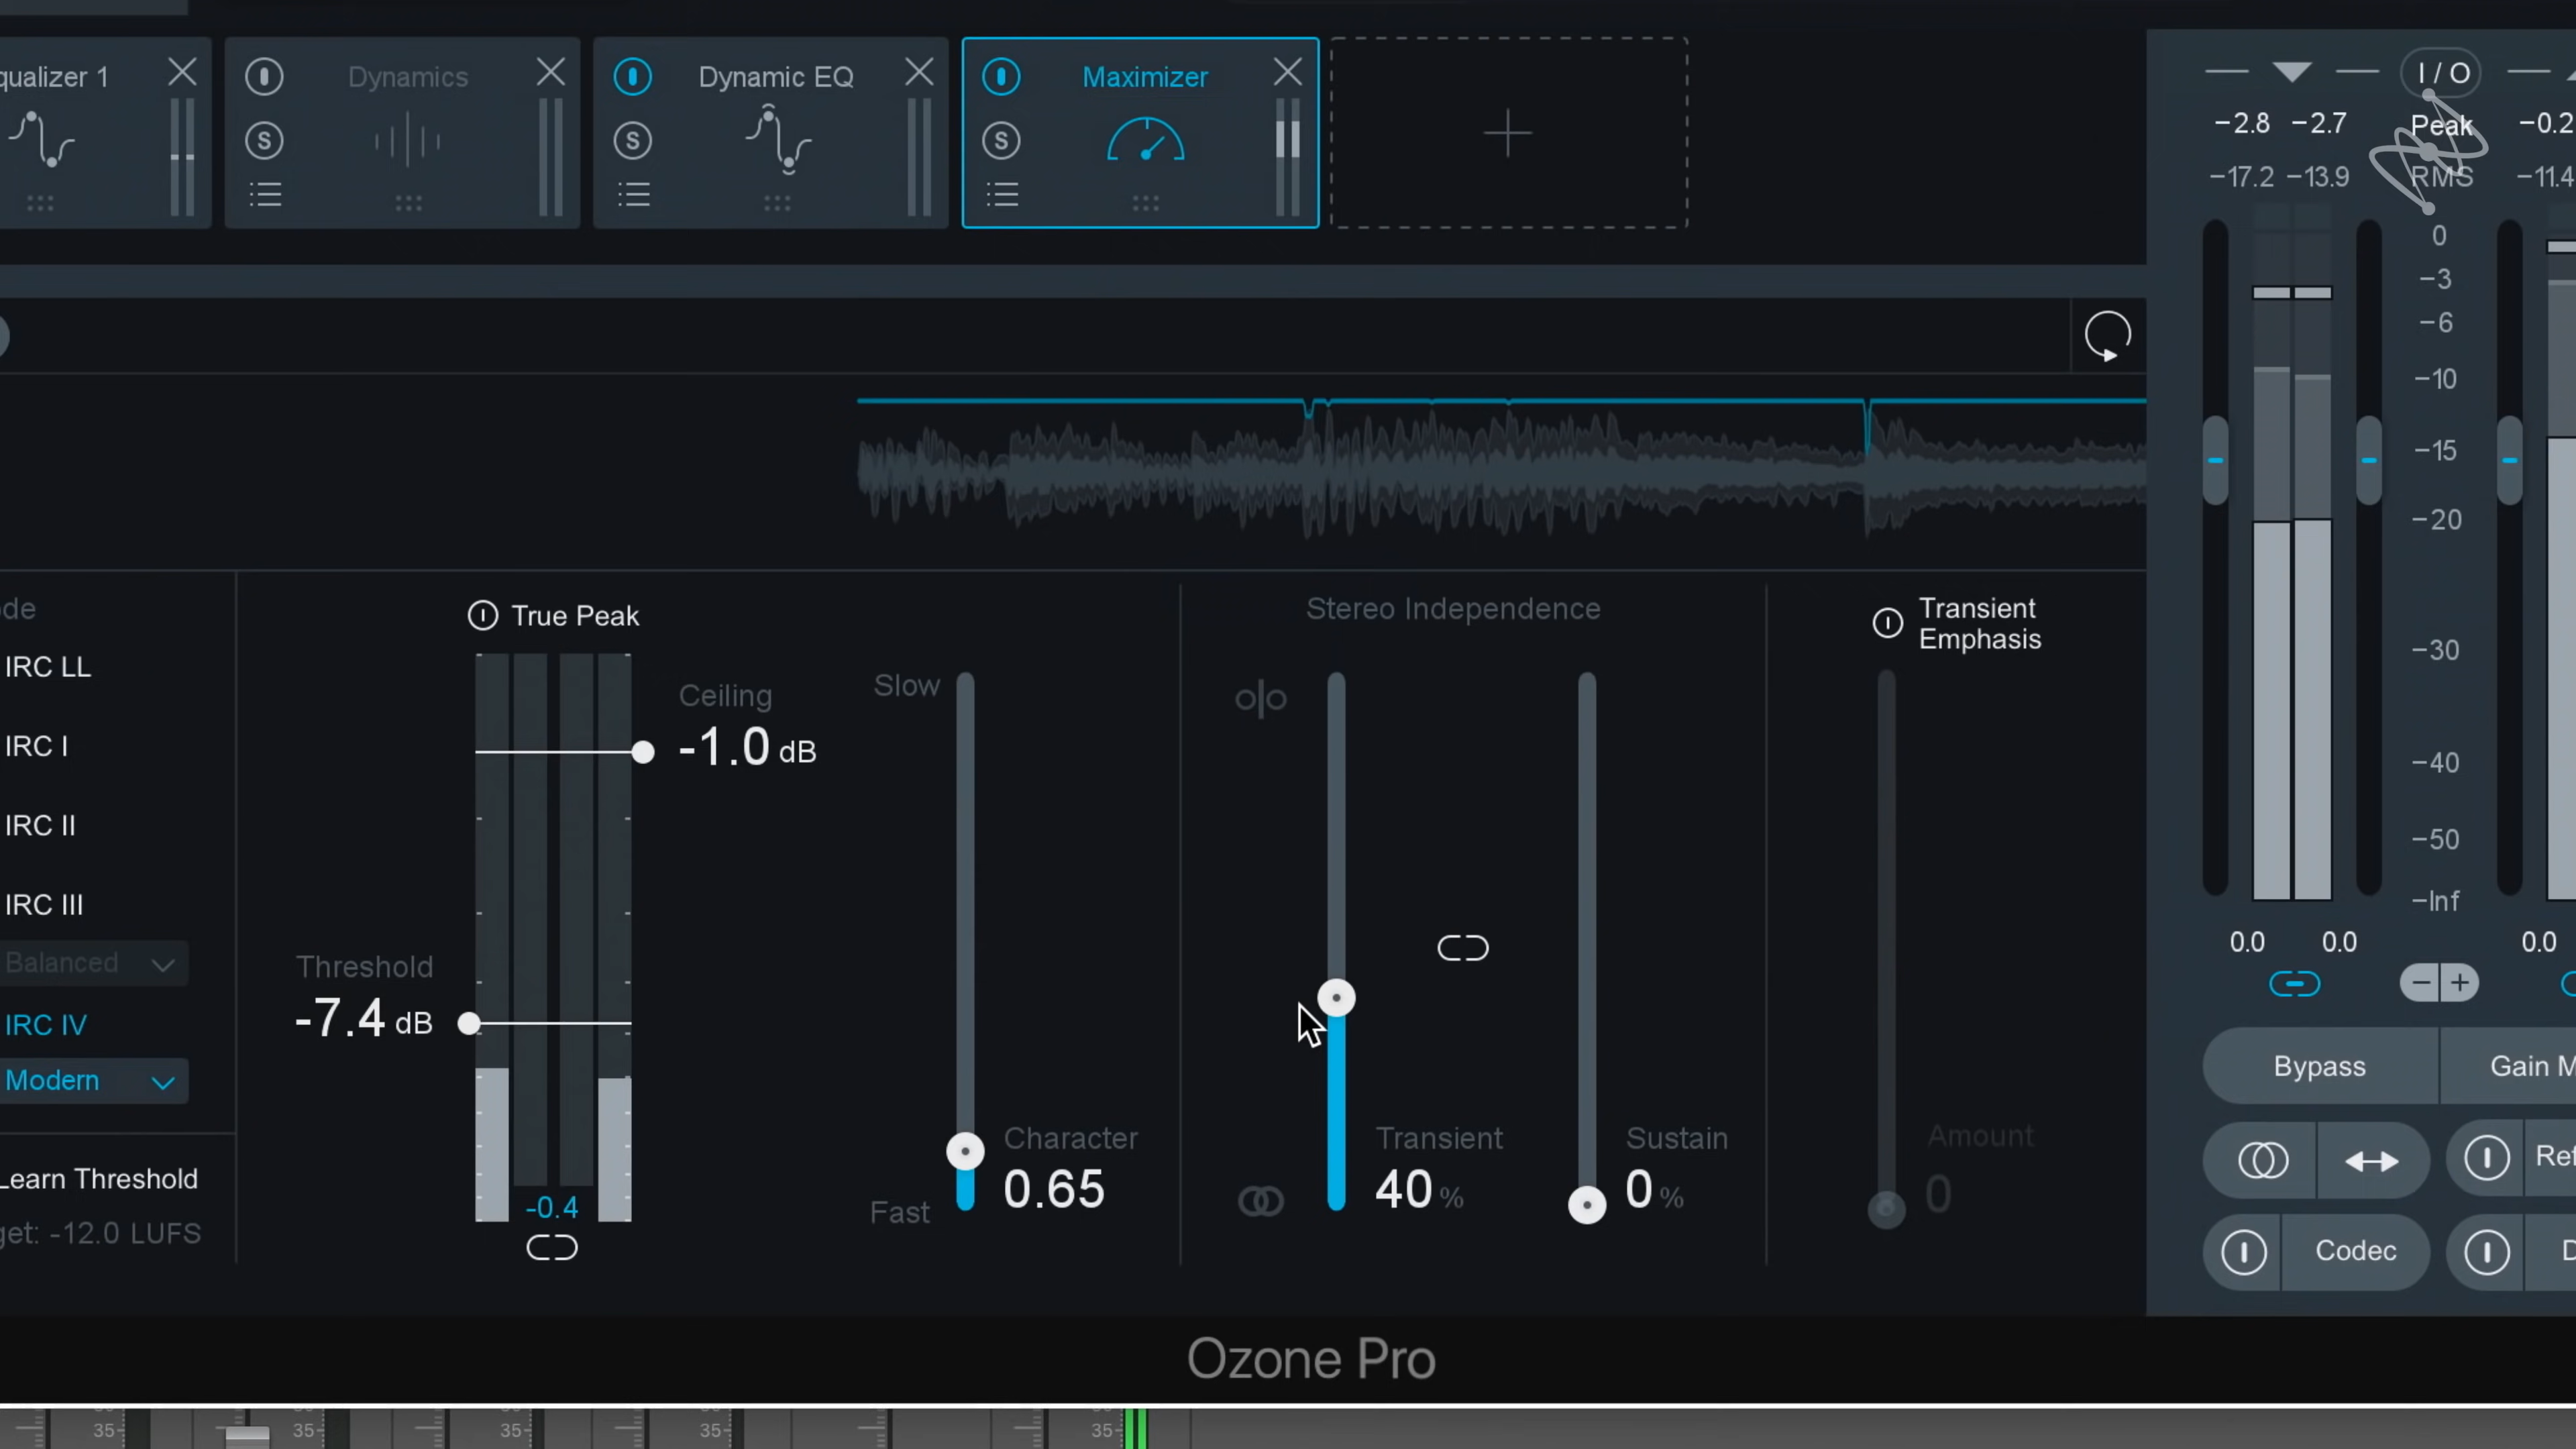 qualizer 1
Dynamics
Dynamic EQ
Maximizer
S
S
S
I / O
-2.8 -2.7
Peak
-0.2
-17.2 -13.9
RMS
-11.4
0
-3
-6
-10
-15
-20
-30
-40
-50
-Inf
0.0 0.0 0.0
ode
IRC LL
IRC I
IRC II
IRC III
Balanced
IRC IV
Modern
Learn Threshold
get: -12.0 LUFS
True Peak
Ceiling
-1.0 dB
Threshold
-7.4 dB
-0.4
Slow
Fast
Character
0.65
Stereo Independence
Transient
40 %
Sustain
0 %
Transient
Emphasis
Amount
0
Bypass
Gain M
Ref
Codec
D
Ozone Pro
35- 35- 35- 35- 35-